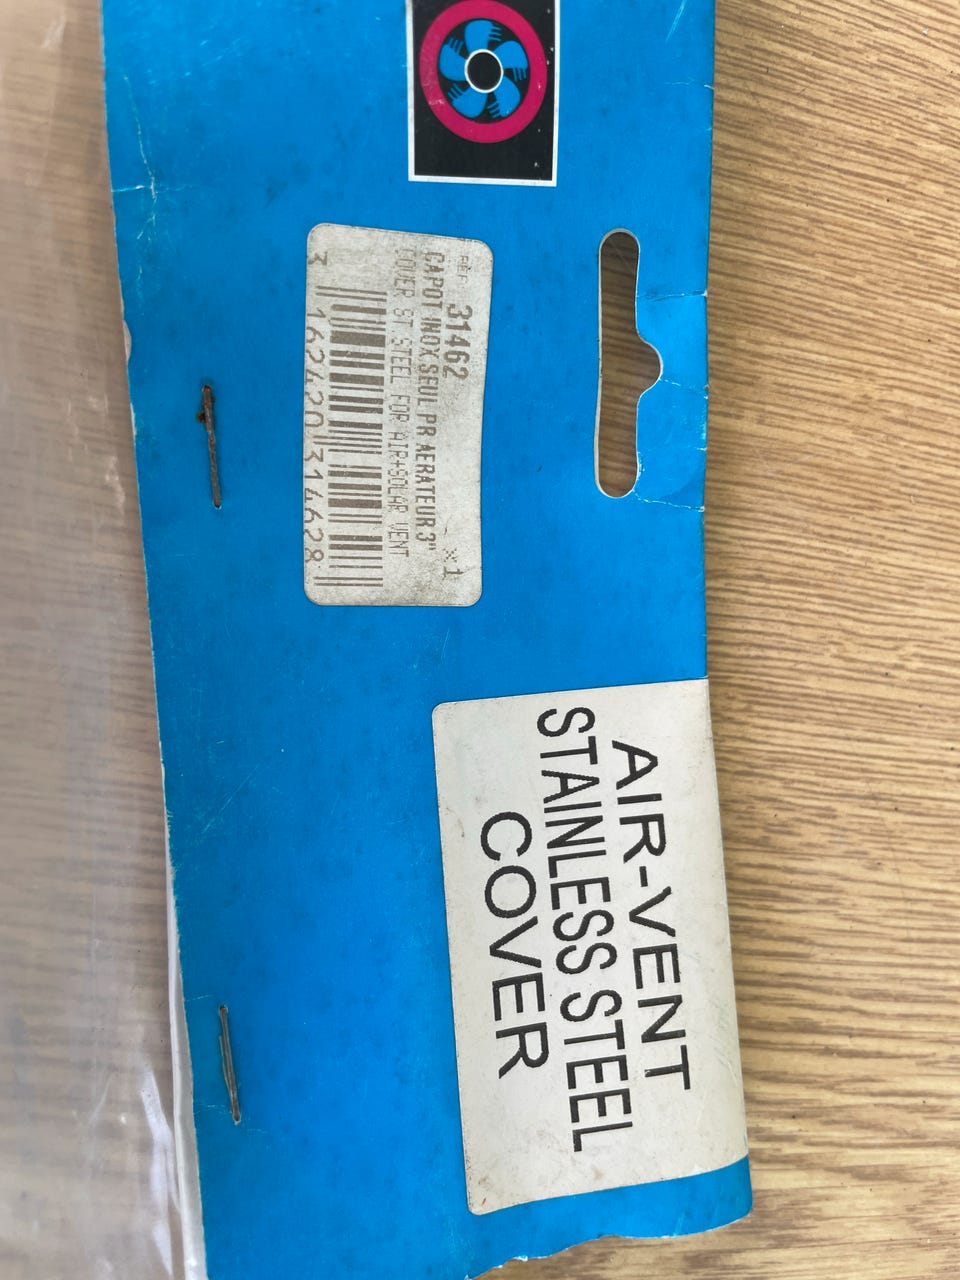 REF 31462 x1
CAPOT INOX SEUL PR AERATEUR 3"
COVER ST.STEEL FOR AIR+SOLAR VENT
3 162420 314628
AIR-VENT
STAINLESS STEEL
COVER